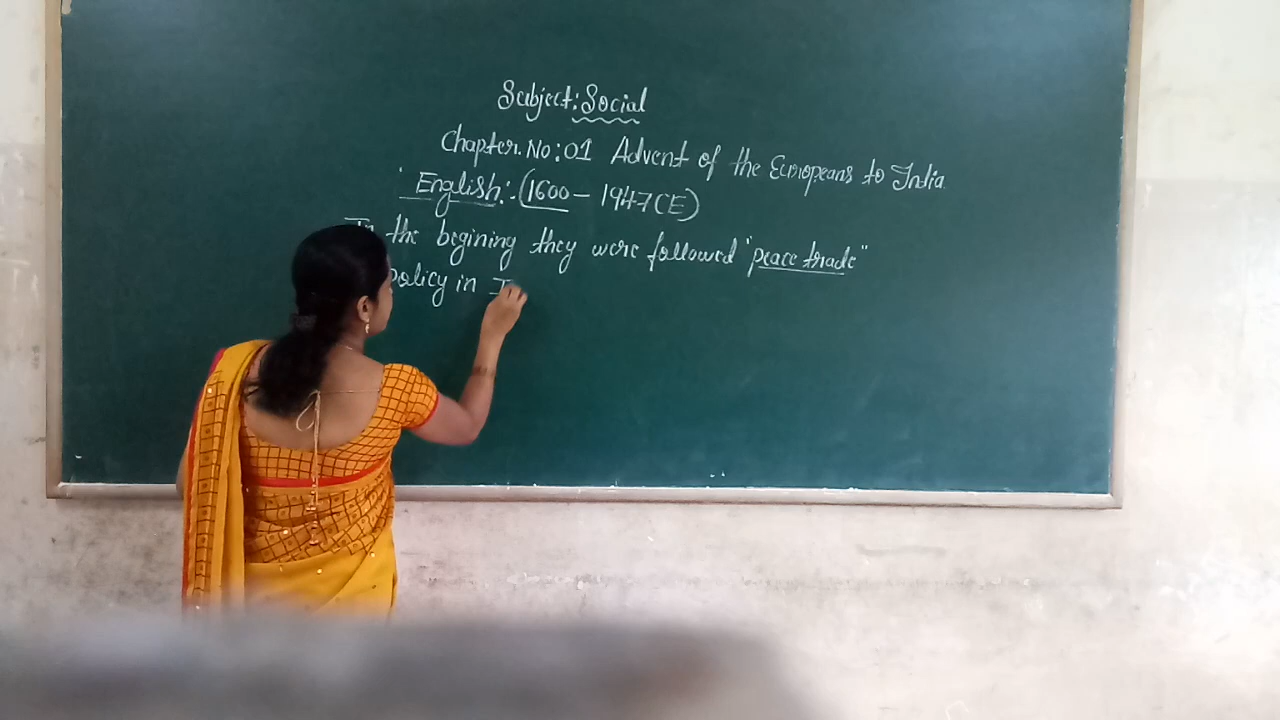 Subject: Social
Chapter. No: 01 Advent of the Europeans to India
English:- (1600 - 1947 CE)
In the begining they were followed "peace trade"
policy in I